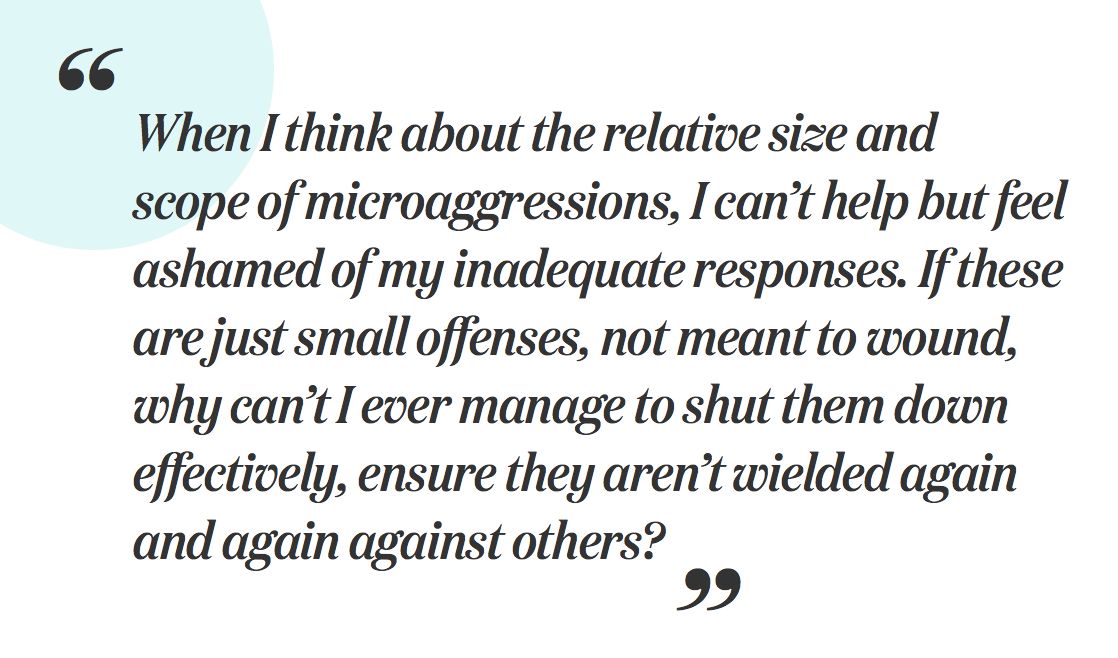 “
When I think about the relative size and
scope of microaggressions, I can’t help but feel
ashamed of my inadequate responses. If these
are just small offenses, not meant to wound,
why can’t I ever manage to shut them down
effectively, ensure they aren’t wielded again
and again against others?
”